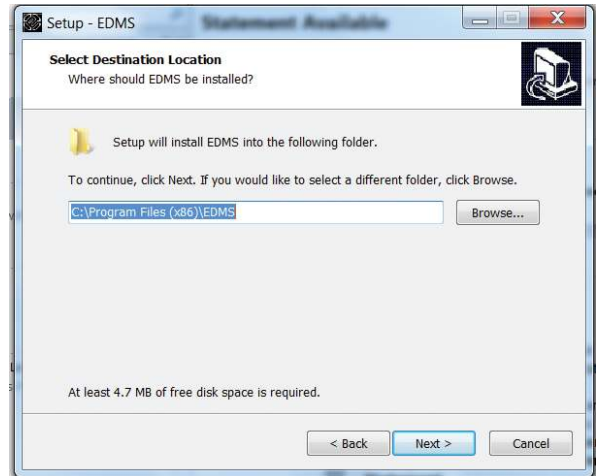 Setup - EDMS
Statement Available
Select Destination Location
Where should EDMS be installed?
Setup will install EDMS into the following folder.
To continue, click Next. If you would like to select a different folder, click Browse.
C:\Program Files (x86)\EDMS
Browse...
At least 4.7 MB of free disk space is required.
< Back
Next >
Cancel